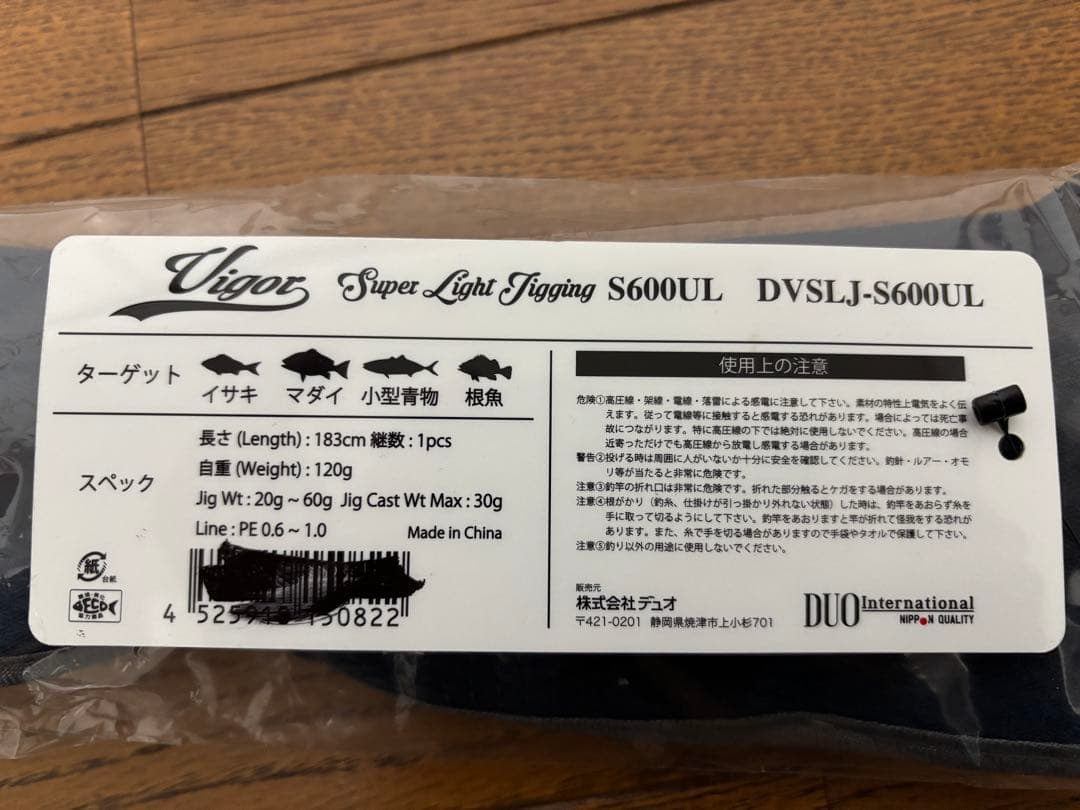 Vigor Super Light Jigging S600UL DVSLJ-S600UL
ターゲット
イサキ マダイ 小型青物 根魚
スペック
長さ (Length) : 183cm 継数 : 1pcs
自重 (Weight) : 120g
Jig Wt : 20g ~ 60g Jig Cast Wt Max : 30g
Line : PE 0.6 ~ 1.0 Made in China
紙
台紙
使用上の注意
危険①高圧線・架線・電線・落雷による感電に注意して下さい。素材の特性上電気をよく伝
えます。従って電線等に接触すると感電する恐れがあります。場合によっては死亡事
故につながります。特に高圧線の下では絶対に使用しないでください。高圧線の場合
近寄っただけでも高圧線から放電し感電する場合があります。
警告②投げる時は周囲に人がいないか十分に安全を確認してください。釣針・ルアー・オモ
リ等が当たると非常に危険です。
注意③釣竿の折れ口は非常に危険です。折れた部分触るとケガをする場合があります。
注意④根がかり（釣糸、仕掛けが引っ掛かり外れない状態）した時は、釣竿をあおらず糸を
手に取って切るようにして下さい。釣竿をあおりますと竿が折れて怪我をする恐れが
あります。また、糸で手を切る場合がありますので手袋やタオルで保護して下さい。
注意⑤釣り以外の用途に使用しないでください。
販売元
株式会社デュオ
〒421-0201 静岡県焼津市上小杉701
DUO International
NIPPON QUALITY